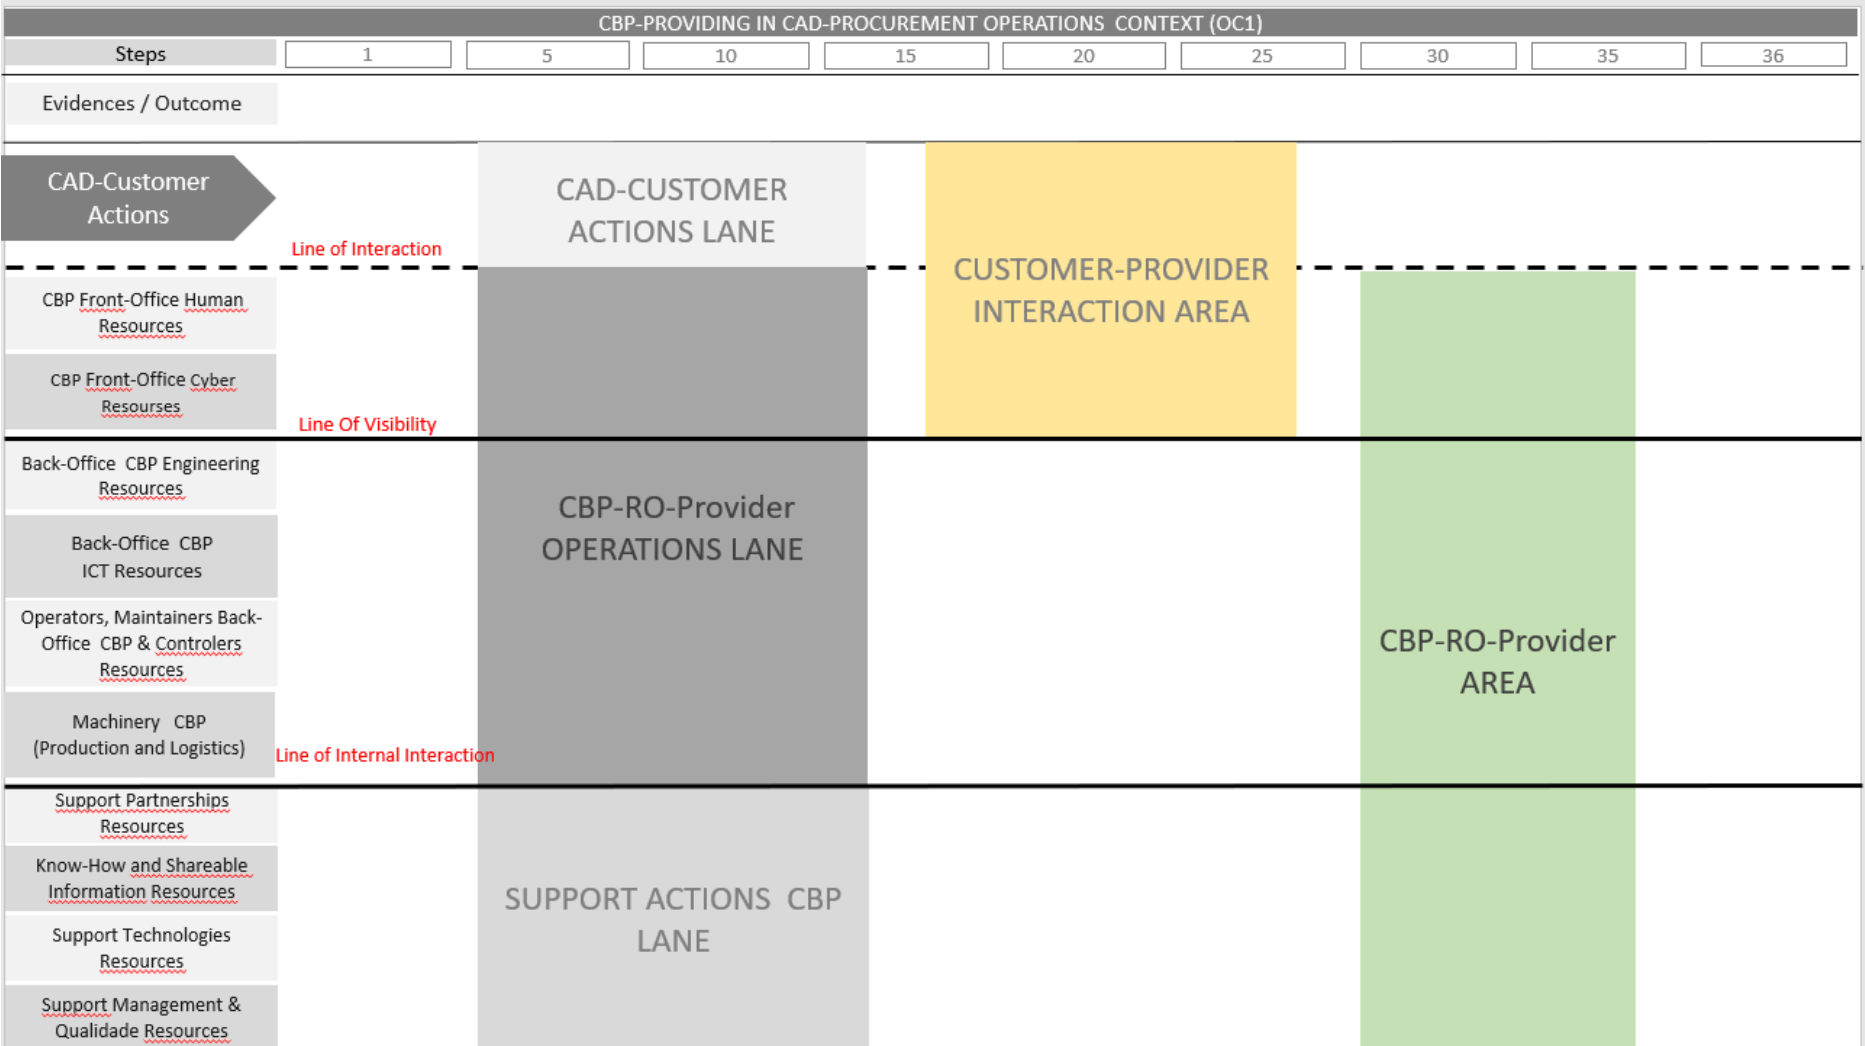 CBP-PROVIDING IN CAD-PROCUREMENT OPERATIONS CONTEXT (OC1)
Steps
1
5
10
15
20
25
30
35
36
Evidences / Outcome
CAD-Customer
Actions
CAD-CUSTOMER
ACTIONS LANE
Line of Interaction
CUSTOMER-PROVIDER
INTERACTION AREA
CBP Front-Office Human
Resources
CBP Front-Office Cyber
Resourses
Line Of Visibility
Back-Office CBP Engineering
Resources
CBP-RO-Provider
OPERATIONS LANE
Back-Office CBP
ICT Resources
Operators, Maintainers Back-
Office CBP & Controlers
Resources
CBP-RO-Provider
AREA
Machinery CBP
(Production and Logistics)
Line of Internal Interaction
Support Partnerships
Resources
Know-How and Shareable
Information Resources
SUPPORT ACTIONS CBP
LANE
Support Technologies
Resources
Support Management &
Qualidade Resources